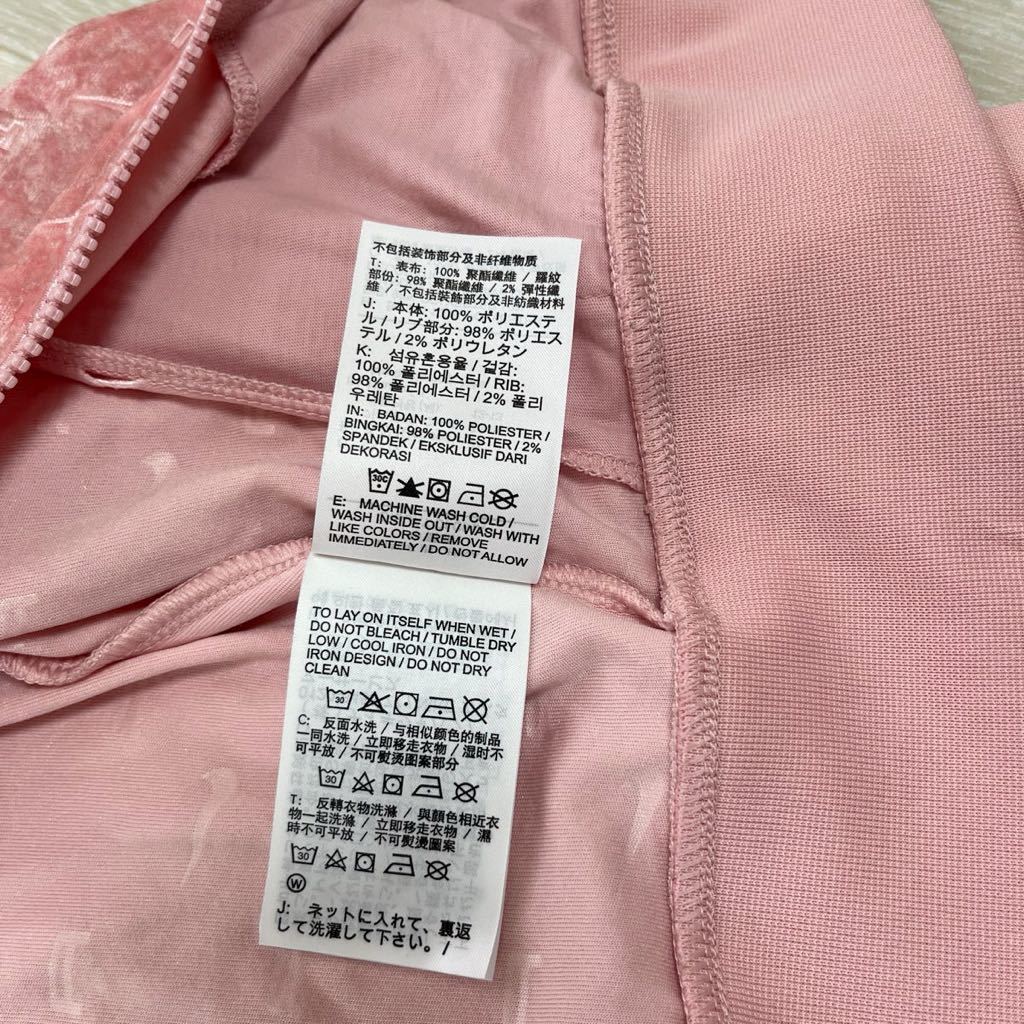 不包括装饰部分及非纤维物质
T: 表布: 100% 聚酯纖維 / 羅紋
部份: 98% 聚酯纖維 / 2% 彈性纖
維 / 不包括裝飾部分及非紡織材料
J: 本体: 100% ポリエステ
ル / リブ部分: 98% ポリエス
テル / 2% ポリウレタン
K: 섬유혼용율 / 겉감:
100% 폴리에스터 / RIB:
98% 폴리에스터 / 2% 폴리
우레탄
IN: BADAN: 100% POLIESTER /
BINGKAI: 98% POLIESTER / 2%
SPANDEK / EKSKLUSIF DARI
DEKORASI
30C
E: MACHINE WASH COLD /
WASH INSIDE OUT / WASH WITH
LIKE COLORS / REMOVE
IMMEDIATELY / DO NOT ALLOW
TO LAY ON ITSELF WHEN WET /
DO NOT BLEACH / TUMBLE DRY
LOW / COOL IRON / DO NOT
IRON DESIGN / DO NOT DRY
CLEAN
30
C: 反面水洗 / 与相似颜色的制品
一同水洗 / 立即移走衣物 / 湿时不
可平放 / 不可熨烫图案部分
30
T: 反轉衣物洗滌 / 與顏色相近衣
物一起洗滌 / 立即移走衣物 / 濕
時不可平放 / 不可熨燙圖案
30
W
J: ネットに入れて、裏返
して洗濯して下さい。/